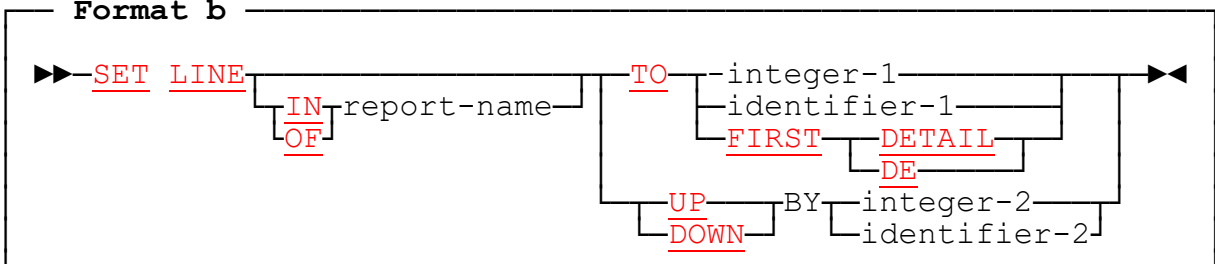 Format b
SET LINE TO -integer-1
IN report-name identifier-1
OF FIRST DETAIL
DE
UP BY integer-2
DOWN identifier-2